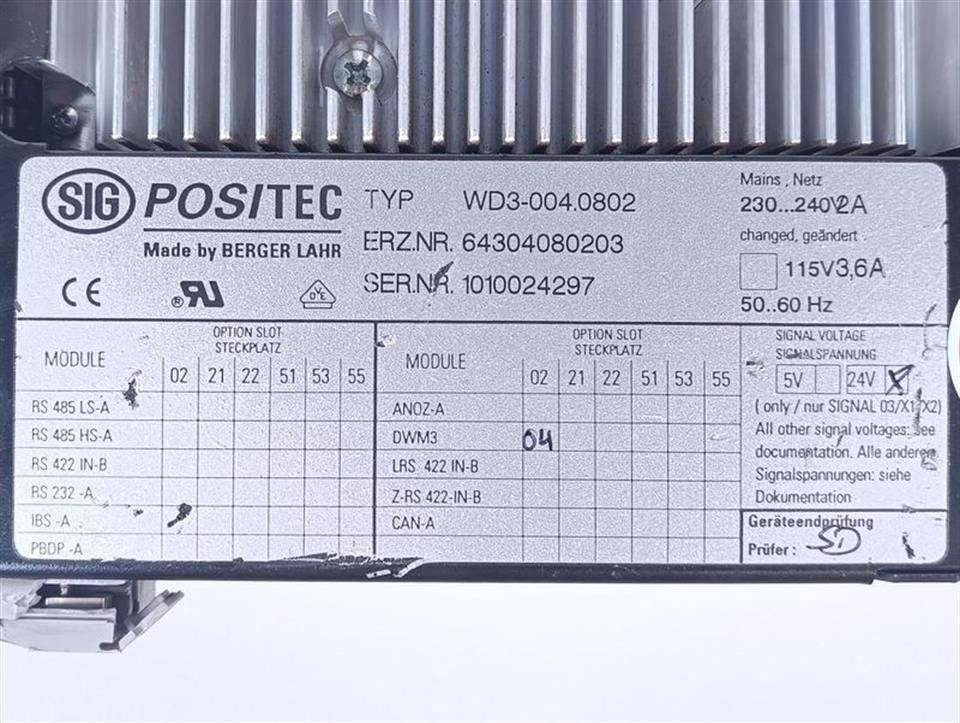 SIG POSITEC
Made by BERGER LAHR
TYP WD3-004.0802
ERZ.NR. 64304080203
SER.NR. 1010024297
Mains, Netz
230...240V2A
changed, geändert.
115V3,6A
50..60 Hz
CE
OPTION SLOT
STECKPLATZ
MODULE 02 21 22 51 53 55
RS 485 LS-A
RS 485 HS-A
RS 422 IN-B
RS 232 -A
IBS -A
PBDP -A
OPTION SLOT
STECKPLATZ
MODULE 02 21 22 51 53 55
ANOZ-A
DWM3 04
LRS 422 IN-B
Z-RS 422-IN-B
CAN-A
SIGNAL VOLTAGE
SIGNALSPANNUNG
5V 24V X
(only / nur SIGNAL 03/X1/X2)
All other signal voltages: see
documentation. Alle anderen
Signalspannungen: siehe
Dokumentation
Geräteendprüfung
Prüfer: SD